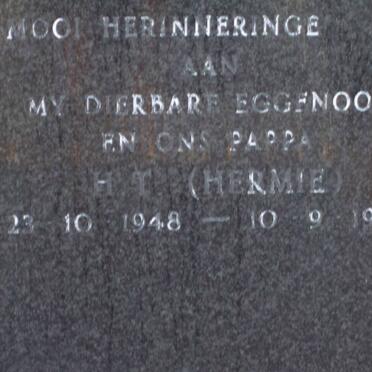 MOOI HERINNERINGE
AAN
MY DIERBARE EGGENOO
EN ONS PAPPA
H T (HERMIE)
23 10 1948 — 10 9 19